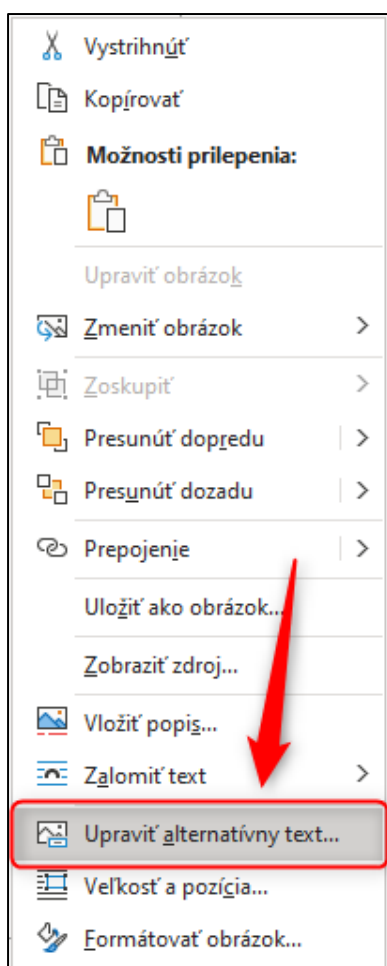 Vystrihnúť
Kopírovať
Možnosti prilepenia:
Upraviť obrázok
Zmeniť obrázok
Zoskupiť
Presunúť dopredu
Presunúť dozadu
Prepojenie
Uložiť ako obrázok...
Zobraziť zdroj...
Vložiť popis...
Zalomiť text
Upraviť alternatívny text...
Veľkosť a pozícia...
Formátovať obrázok...